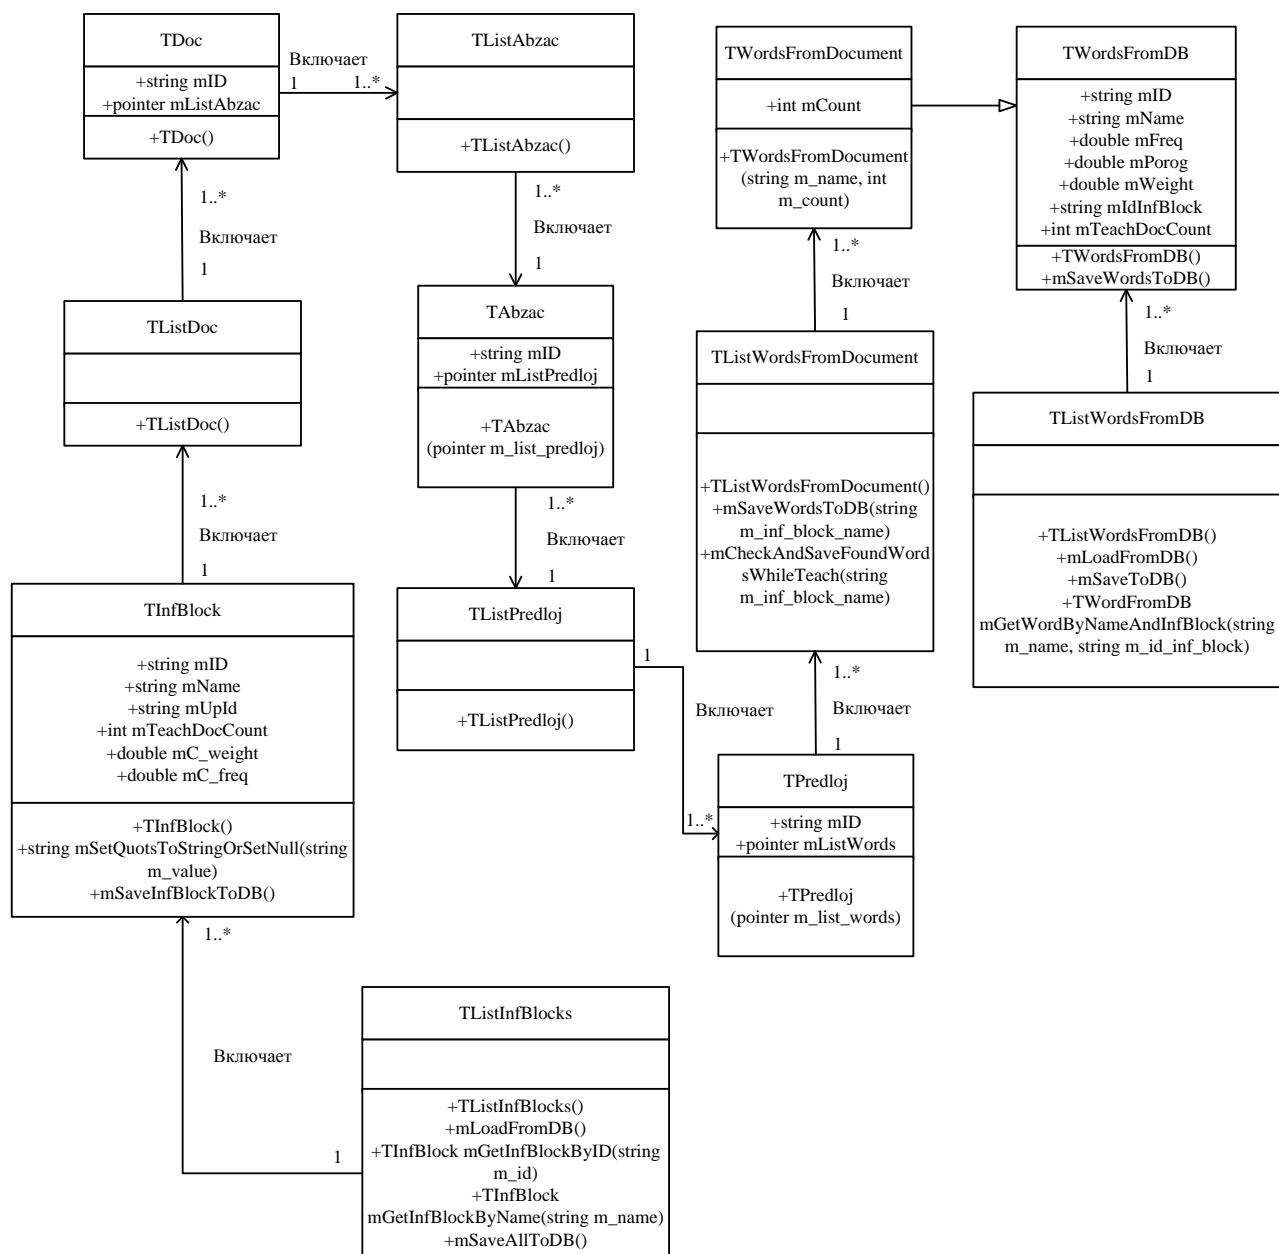 TDoc
+string mID
+pointer mListAbzac
+TDoc()
Включает
1
1..*
TListAbzac
+TListAbzac()
1..*
Включает
1
1..*
Включает
1
TListDoc
+TListDoc()
TAbzac
+string mID
+pointer mListPredloj
+TAbzac
(pointer m_list_predloj)
1..*
Включает
1
1..*
Включает
1
TInfBlock
+string mID
+string mName
+string mUpId
+int mTeachDocCount
+double mC_weight
+double mC_freq
+TInfBlock()
+string mSetQuotsToStringOrSetNull(string
m_value)
+mSaveInfBlockToDB()
TListPredloj
+TListPredloj()
1
Включает
1..*
1..*
Включает
1
TListInfBlocks
+TListInfBlocks()
+mLoadFromDB()
+TInfBlock mGetInfBlockByID(string
m_id)
+TInfBlock
mGetInfBlockByName(string m_name)
+mSaveAllToDB()
TWordsFromDocument
+int mCount
+TWordsFromDocument
(string m_name, int
m_count)
1..*
Включает
1
TListWordsFromDocument
+TListWordsFromDocument()
+mSaveWordsToDB(string
m_inf_block_name)
+mCheckAndSaveFoundWord
sWhileTeach(string
m_inf_block_name)
1..*
Включает
1
TPredloj
+string mID
+pointer mListWords
+TPredloj
(pointer m_list_words)
TWordsFromDB
+string mID
+string mName
+double mFreq
+double mPorog
+double mWeight
+string mIdInfBlock
+int mTeachDocCount
+TWordsFromDB()
+mSaveWordsToDB()
1..*
Включает
1
TListWordsFromDB
+TListWordsFromDB()
+mLoadFromDB()
+mSaveToDB()
+TWordFromDB
mGetWordByNameAndInfBlock(string
m_name, string m_id_inf_block)